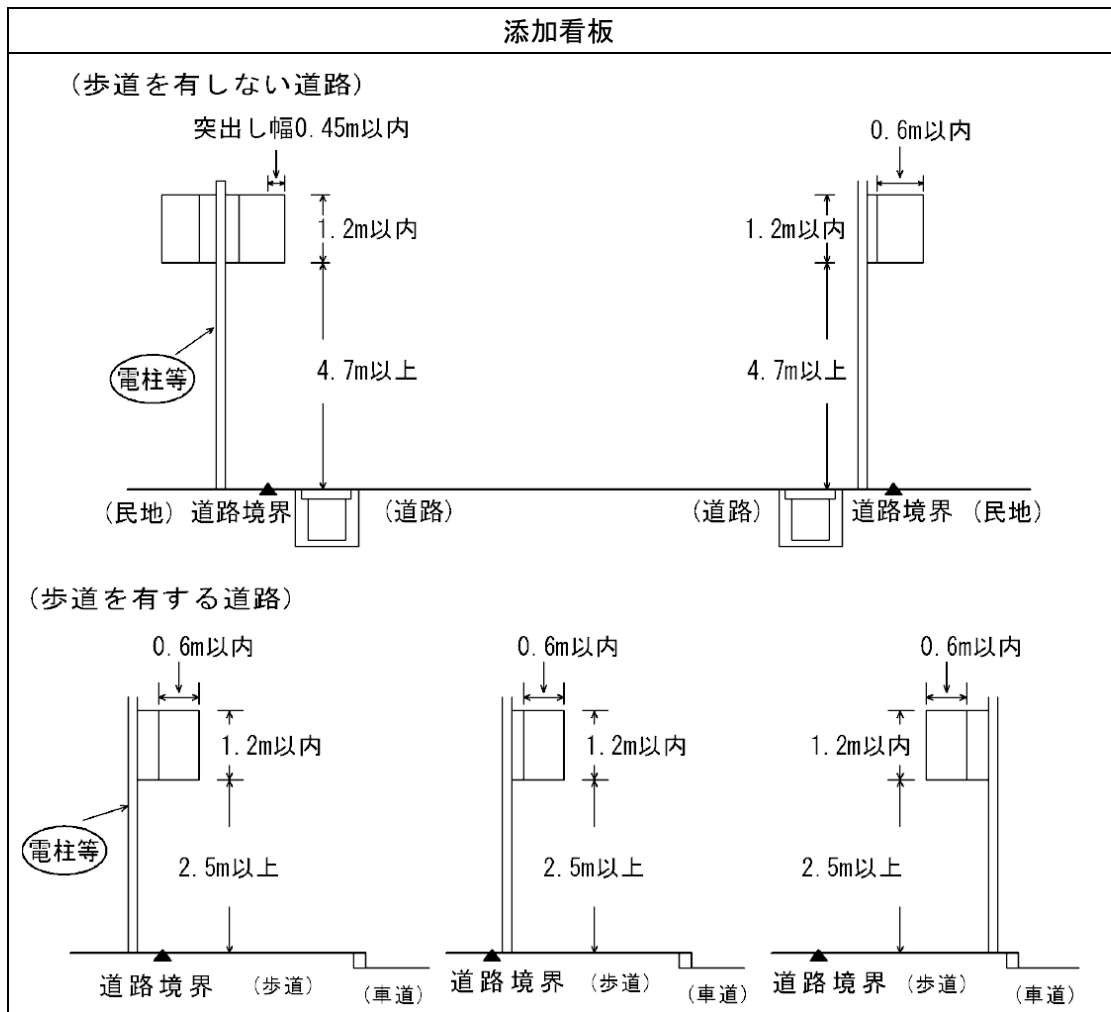 添加看板
(歩道を有しない道路)
突出し幅0.45m以内
0.6m以内
1.2m以内
1.2m以内
電柱等
4.7m以上
4.7m以上
(民地) 道路境界 (道路)
(道路) 道路境界 (民地)
(歩道を有する道路)
0.6m以内
0.6m以内
0.6m以内
1.2m以内
1.2m以内
1.2m以内
電柱等
2.5m以上
2.5m以上
2.5m以上
道路境界 (歩道) (車道)
道路境界 (歩道) (車道)
道路境界 (歩道) (車道)